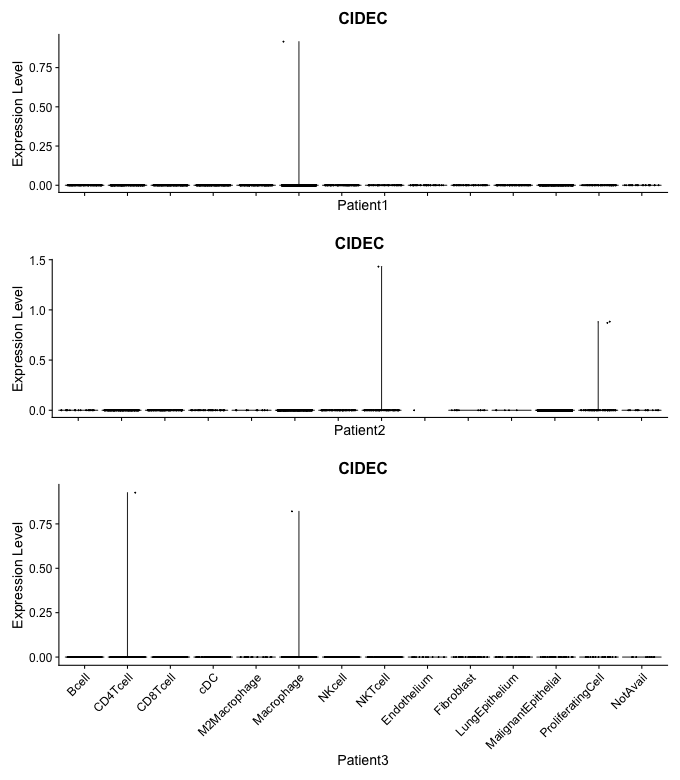 CIDEC
Expression Level
0.75
0.50
0.25
0.00
Patient1
CIDEC
Expression Level
1.5
1.0
0.5
0.0
Patient2
CIDEC
Expression Level
0.75
0.50
0.25
0.00
Bcell
CD4Tcell
CD8Tcell
cDC
M2Macrophage
Macrophage
NKcell
NKTcell
Endothelium
Fibroblast
LungEpithelium
MalignantEpithelial
ProliferatingCell
NotAvail
Patient3